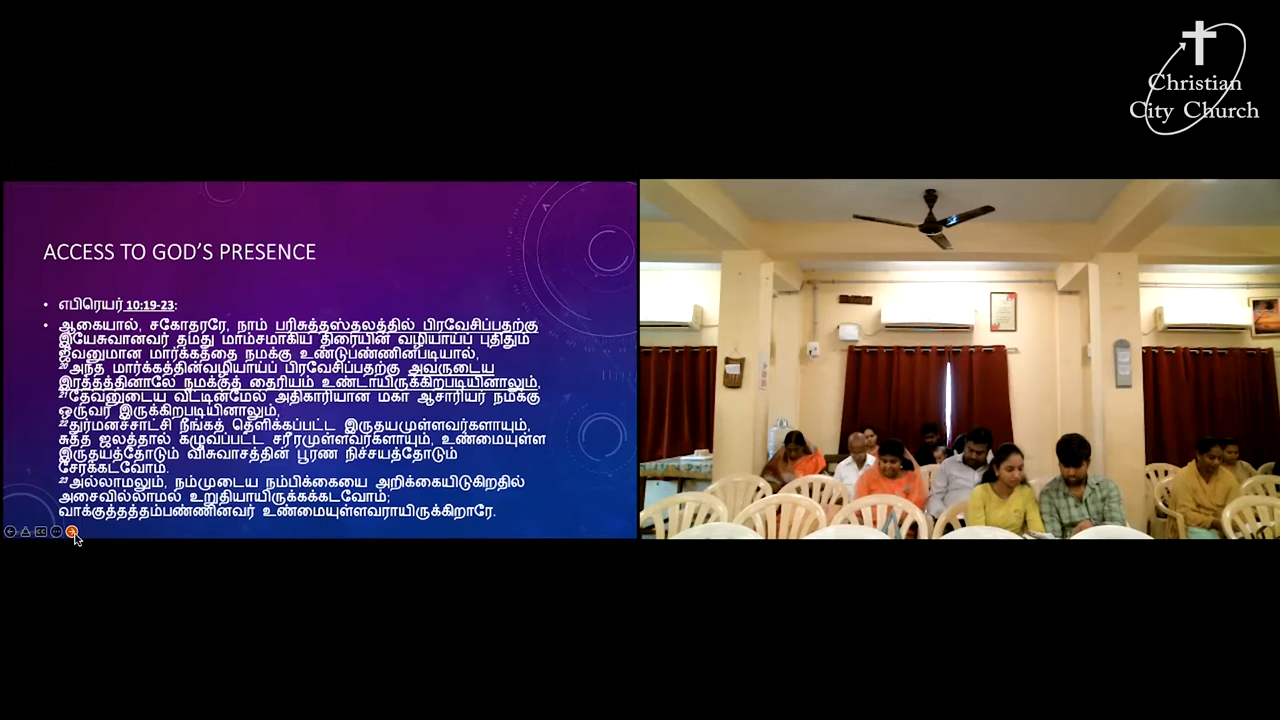 Christian
City Church
ACCESS TO GOD’S PRESENCE
• எபிரெயர் 10:19-23:
• ஆகையால், சகோதரரே, நாம் பரிசுத்தஸ்தலத்தில் பிரவேசிப்பதற்கு
இயேசுவானவர் தமது மாம்சமாகிய திரையின் வழியாய்ப் புதிதும்
ஜீவனுமான மார்க்கத்தை நமக்கு உண்டுபண்ணினபடியால்,
20அந்த மார்க்கத்தின்வழியாய்ப் பிரவேசிப்பதற்கு அவருடைய
இரத்தத்தினாலே நமக்குத் தைரியம் உண்டாயிருக்கிறபடியினாலும்,
21தேவனுடைய வீட்டின்மேல் அதிகாரியான மகா ஆசாரியர் நமக்கு
ஒருவர் இருக்கிறபடியினாலும்,
22துர்மனச்சாட்சி நீங்கத் தெளிக்கப்பட்ட இருதயமுள்ளவர்களாயும்,
சுத்த ஜலத்தால் கழுவப்பட்ட சரீரமுள்ளவர்களாயும், உண்மையுள்ள
இருதயத்தோடும் விசுவாசத்தின் பூரண நிச்சயத்தோடும்
சேரக்கடவோம்.
23அல்லாமலும், நம்முடைய நம்பிக்கையை அறிக்கையிடுகிறதில்
அசைவில்லாமல் உறுதியாயிருக்கக்கடவோம்;
வாக்குத்தத்தம்பண்ணினவர் உண்மையுள்ளவராயிருக்கிறாரே.